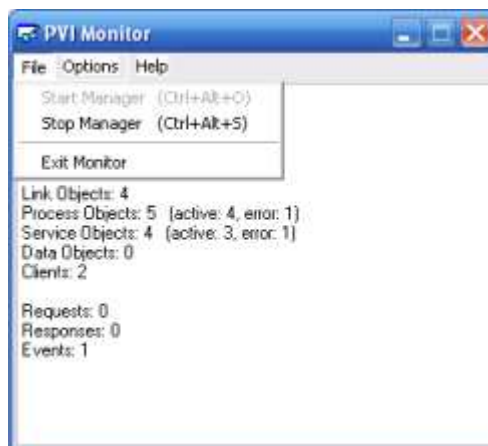 PVI Monitor
File Options Help
Start Manager (Ctrl+Alt+O)
Stop Manager (Ctrl+Alt+S)
Exit Monitor
Link Objects: 4
Process Objects: 5 (active: 4, error: 1)
Service Objects: 4 (active: 3, error: 1)
Data Objects: 0
Clients: 2
Requests: 0
Responses: 0
Events: 1